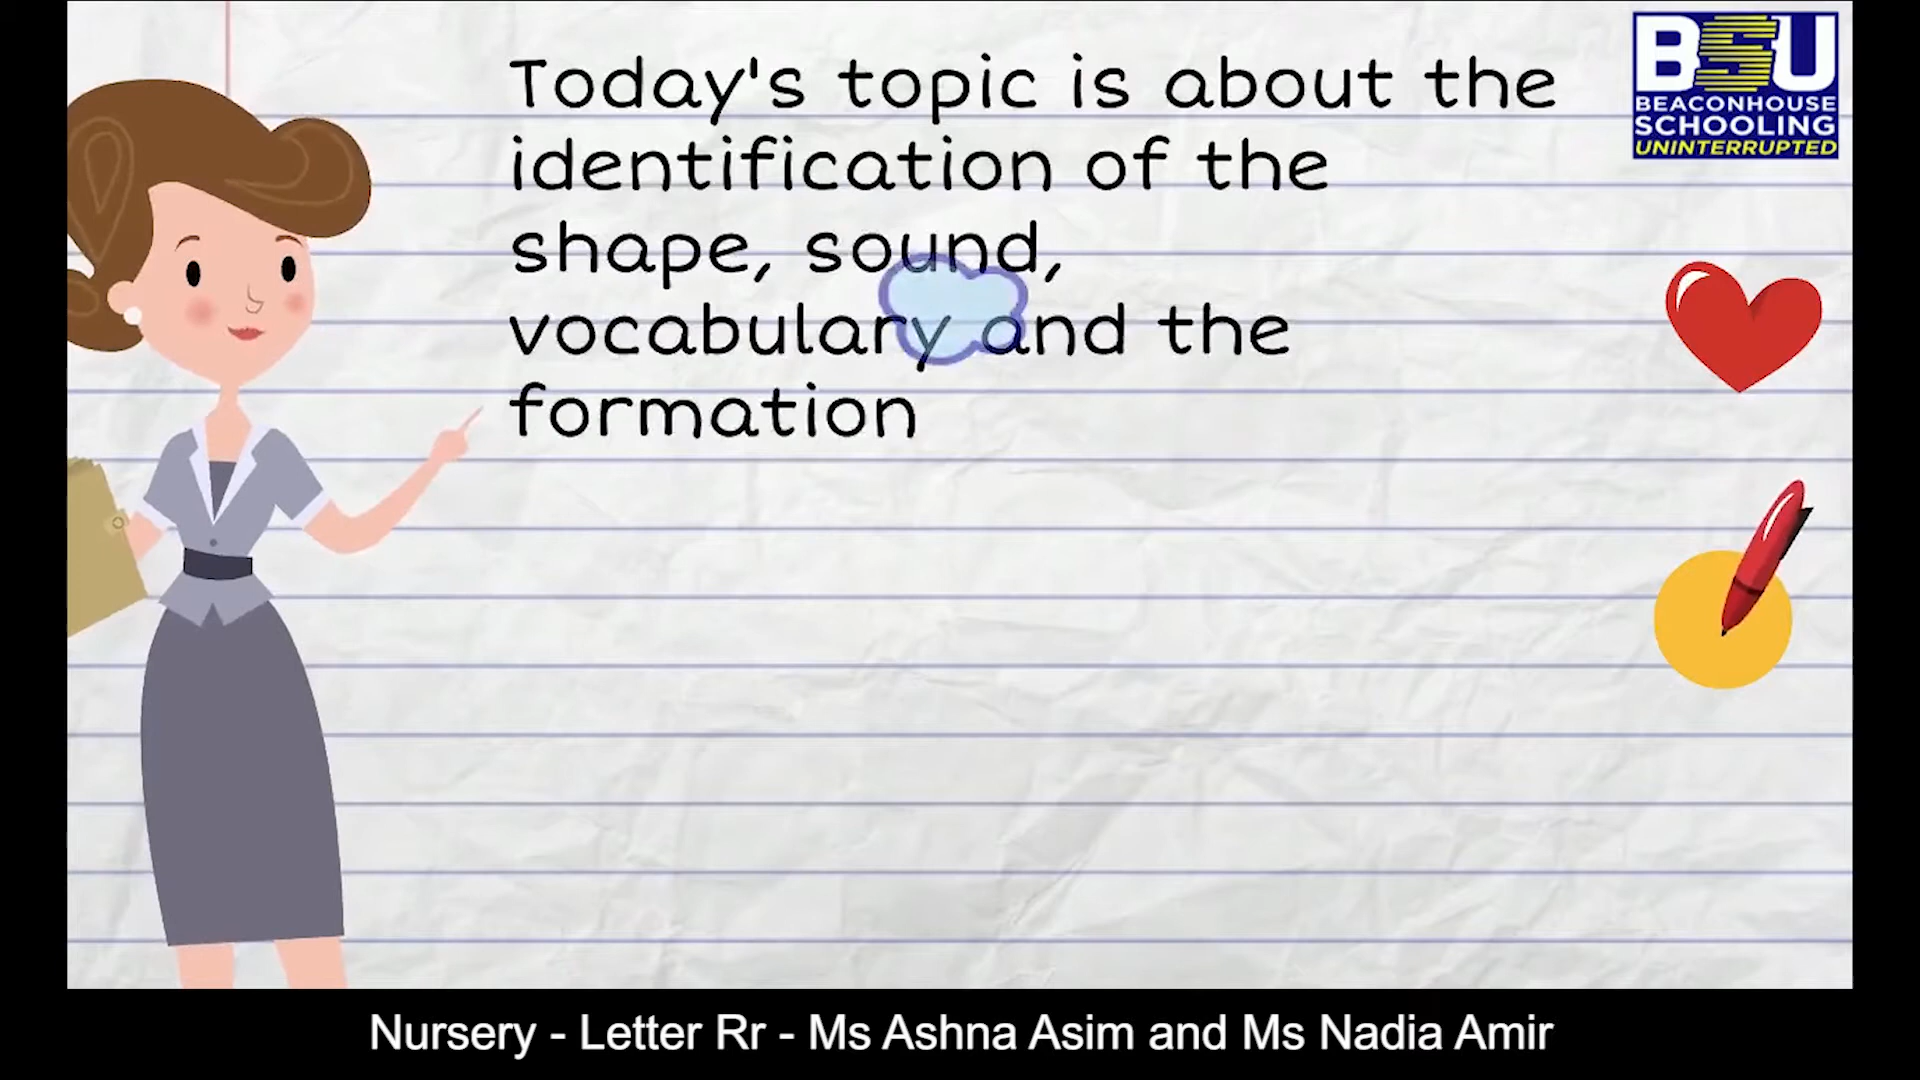 Today's topic is about the
identification of the
shape, sound,
vocabulary and the
formation
BSU
BEACONHOUSE
SCHOOLING
UNINTERRUPTED
Nursery - Letter Rr - Ms Ashna Asim and Ms Nadia Amir